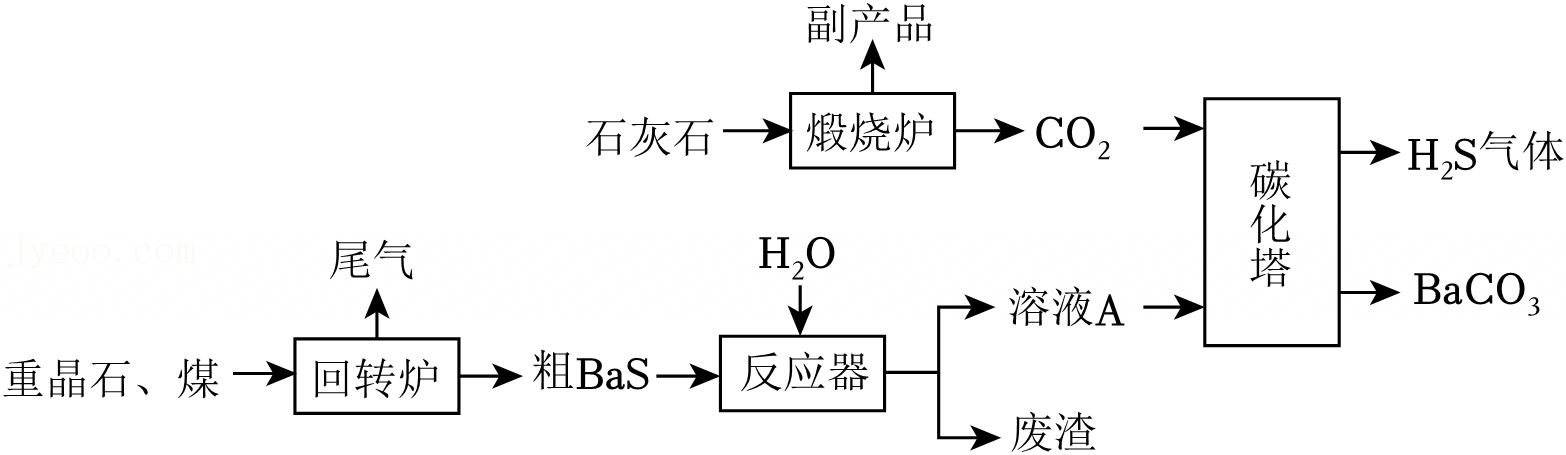 副产品
石灰石
煅烧炉
CO₂
碳化塔
H₂S气体
BaCO₃
Jyeoo.com
尾气
H₂O
重晶石、煤
回转炉
粗BaS
反应器
溶液A
废渣